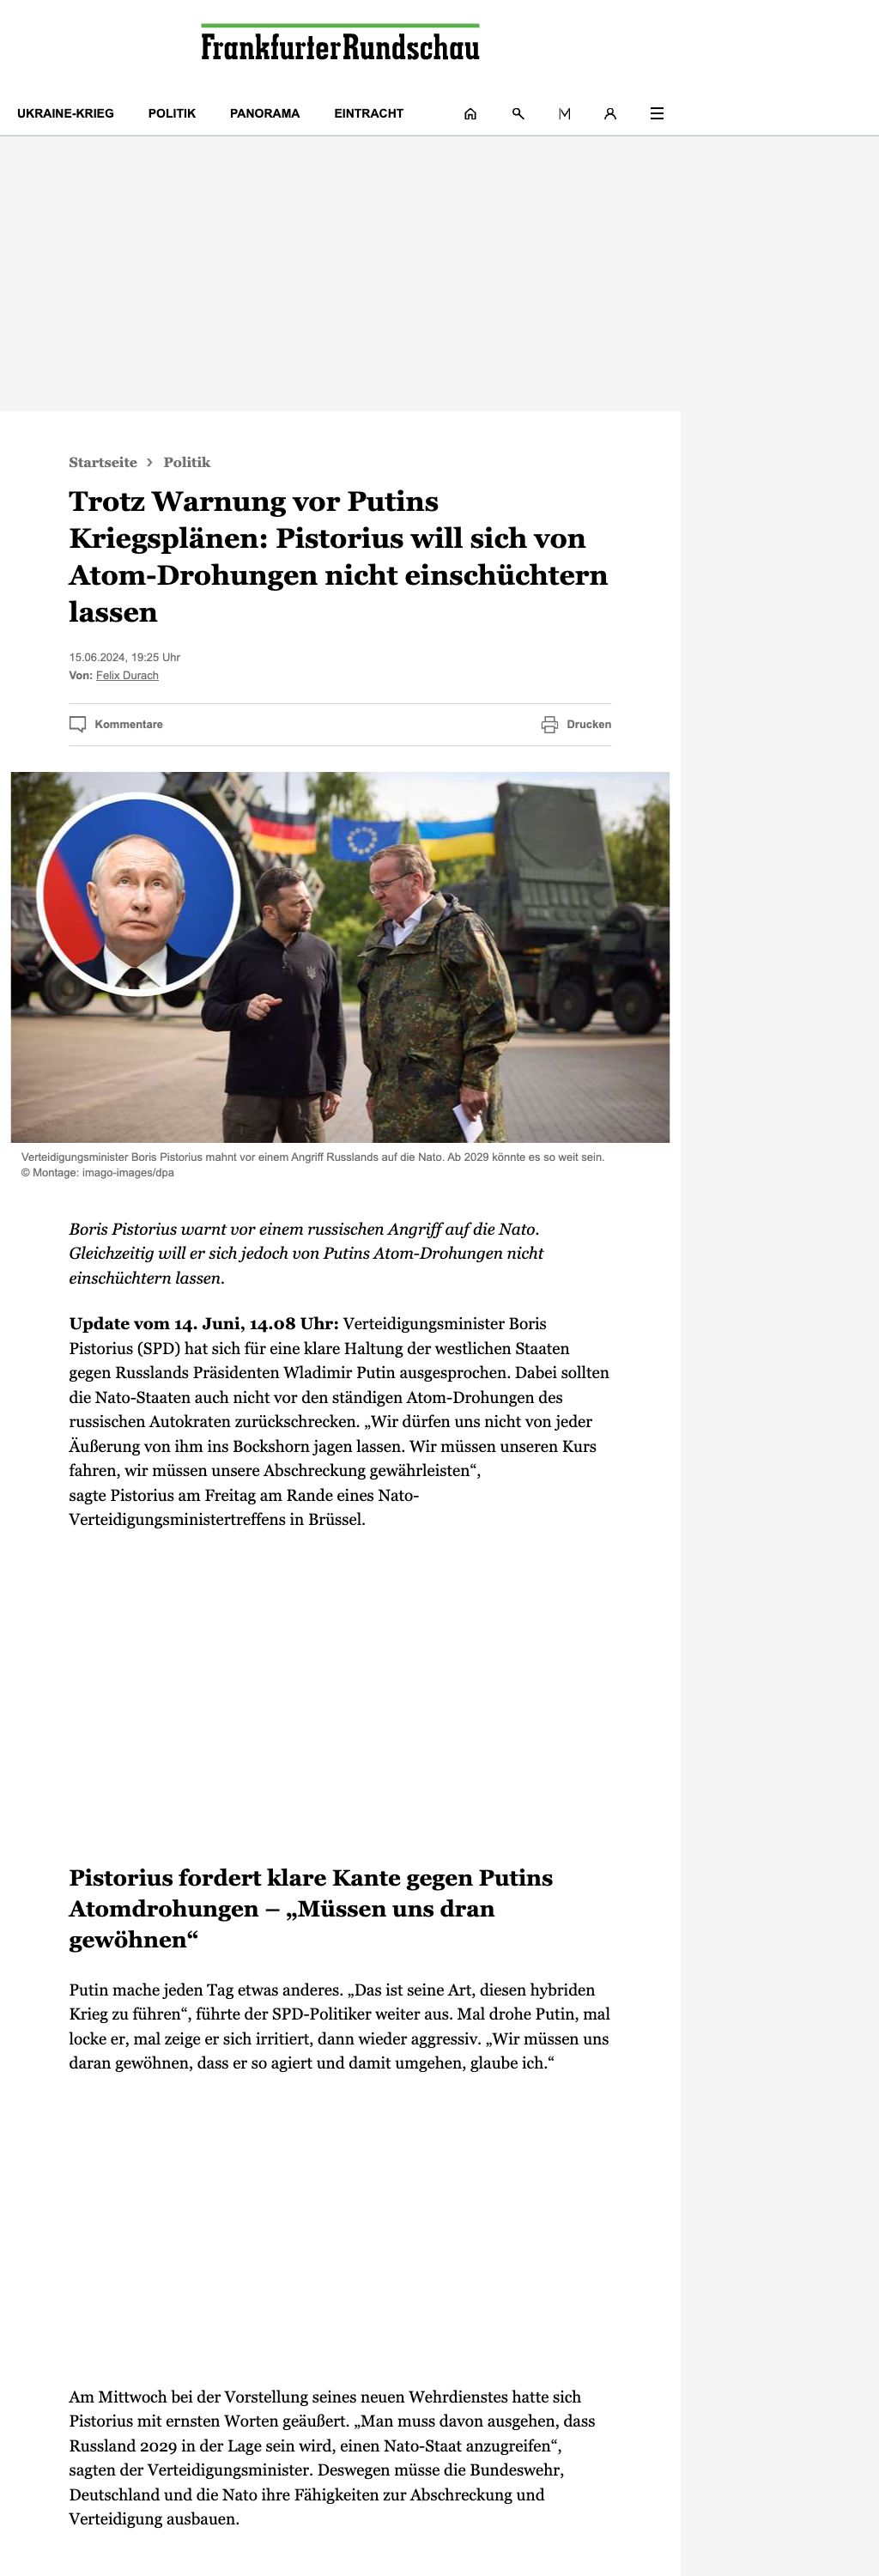 FrankfurterRundschau
UKRAINE-KRIEG POLITIK PANORAMA EINTRACHT
Startseite › Politik
Trotz Warnung vor Putins
Kriegsplänen: Pistorius will sich von
Atom-Drohungen nicht einschüchtern
lassen
15.06.2024, 19:25 Uhr
Von: Felix Durach
Kommentare Drucken
Verteidigungsminister Boris Pistorius mahnt vor einem Angriff Russlands auf die Nato. Ab 2029 könnte es so weit sein.
© Montage: imago-images/dpa
Boris Pistorius warnt vor einem russischen Angriff auf die Nato.
Gleichzeitig will er sich jedoch von Putins Atom-Drohungen nicht
einschüchtern lassen.
Update vom 14. Juni, 14.08 Uhr: Verteidigungsminister Boris
Pistorius (SPD) hat sich für eine klare Haltung der westlichen Staaten
gegen Russlands Präsidenten Wladimir Putin ausgesprochen. Dabei sollten
die Nato-Staaten auch nicht vor den ständigen Atom-Drohungen des
russischen Autokraten zurückschrecken. „Wir dürfen uns nicht von jeder
Äußerung von ihm ins Bockshorn jagen lassen. Wir müssen unseren Kurs
fahren, wir müssen unsere Abschreckung gewährleisten“,
sagte Pistorius am Freitag am Rande eines Nato-
Verteidigungsministertreffens in Brüssel.
Pistorius fordert klare Kante gegen Putins
Atomdrohungen – „Müssen uns dran
gewöhnen“
Putin mache jeden Tag etwas anderes. „Das ist seine Art, diesen hybriden
Krieg zu führen“, führte der SPD-Politiker weiter aus. Mal drohe Putin, mal
locke er, mal zeige er sich irritiert, dann wieder aggressiv. „Wir müssen uns
daran gewöhnen, dass er so agiert und damit umgehen, glaube ich.“
Am Mittwoch bei der Vorstellung seines neuen Wehrdienstes hatte sich
Pistorius mit ernsten Worten geäußert. „Man muss davon ausgehen, dass
Russland 2029 in der Lage sein wird, einen Nato-Staat anzugreifen“,
sagten der Verteidigungsminister. Deswegen müsse die Bundeswehr,
Deutschland und die Nato ihre Fähigkeiten zur Abschreckung und
Verteidigung ausbauen.